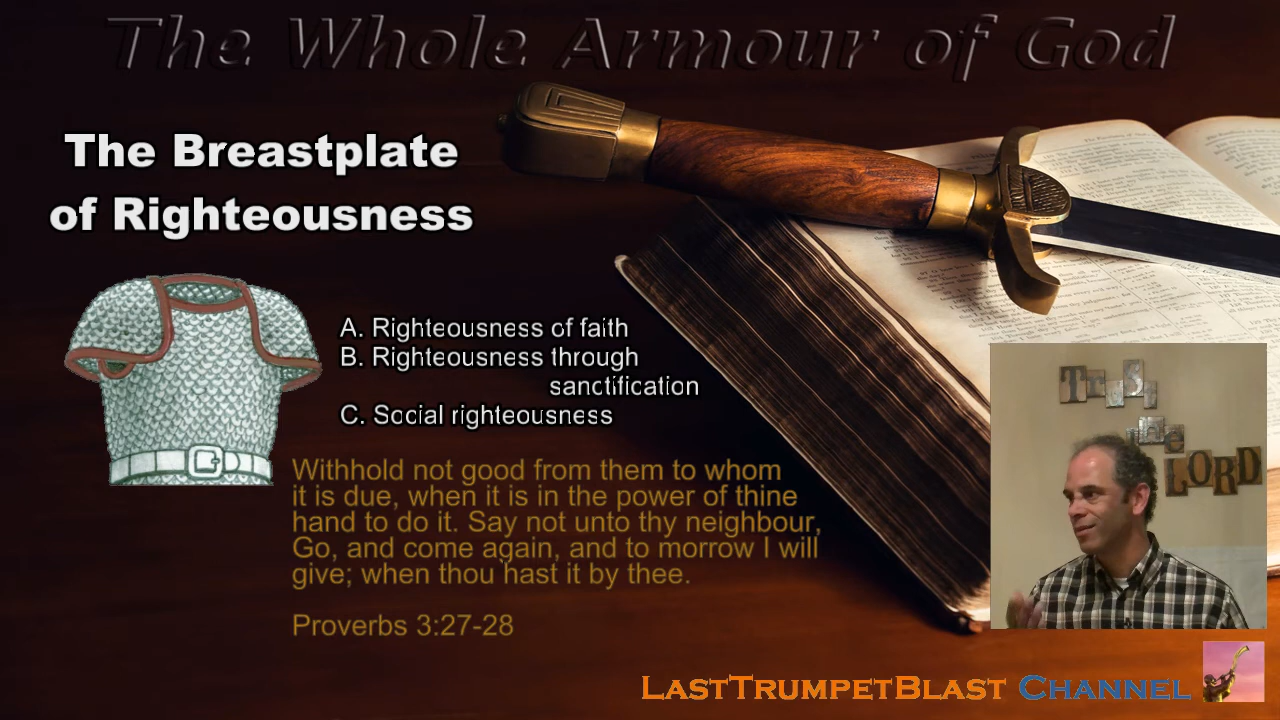 The Whole Armour of God
The Breastplate
of Righteousness
A. Righteousness of faith
B. Righteousness through
sanctification
C. Social righteousness
Withhold not good from them to whom
it is due, when it is in the power of thine
hand to do it. Say not unto thy neighbour,
Go, and come again, and to morrow I will
give; when thou hast it by thee.
Proverbs 3:27-28
TruSt
the
LORD
LASTTRUMPETBLAST CHANNEL